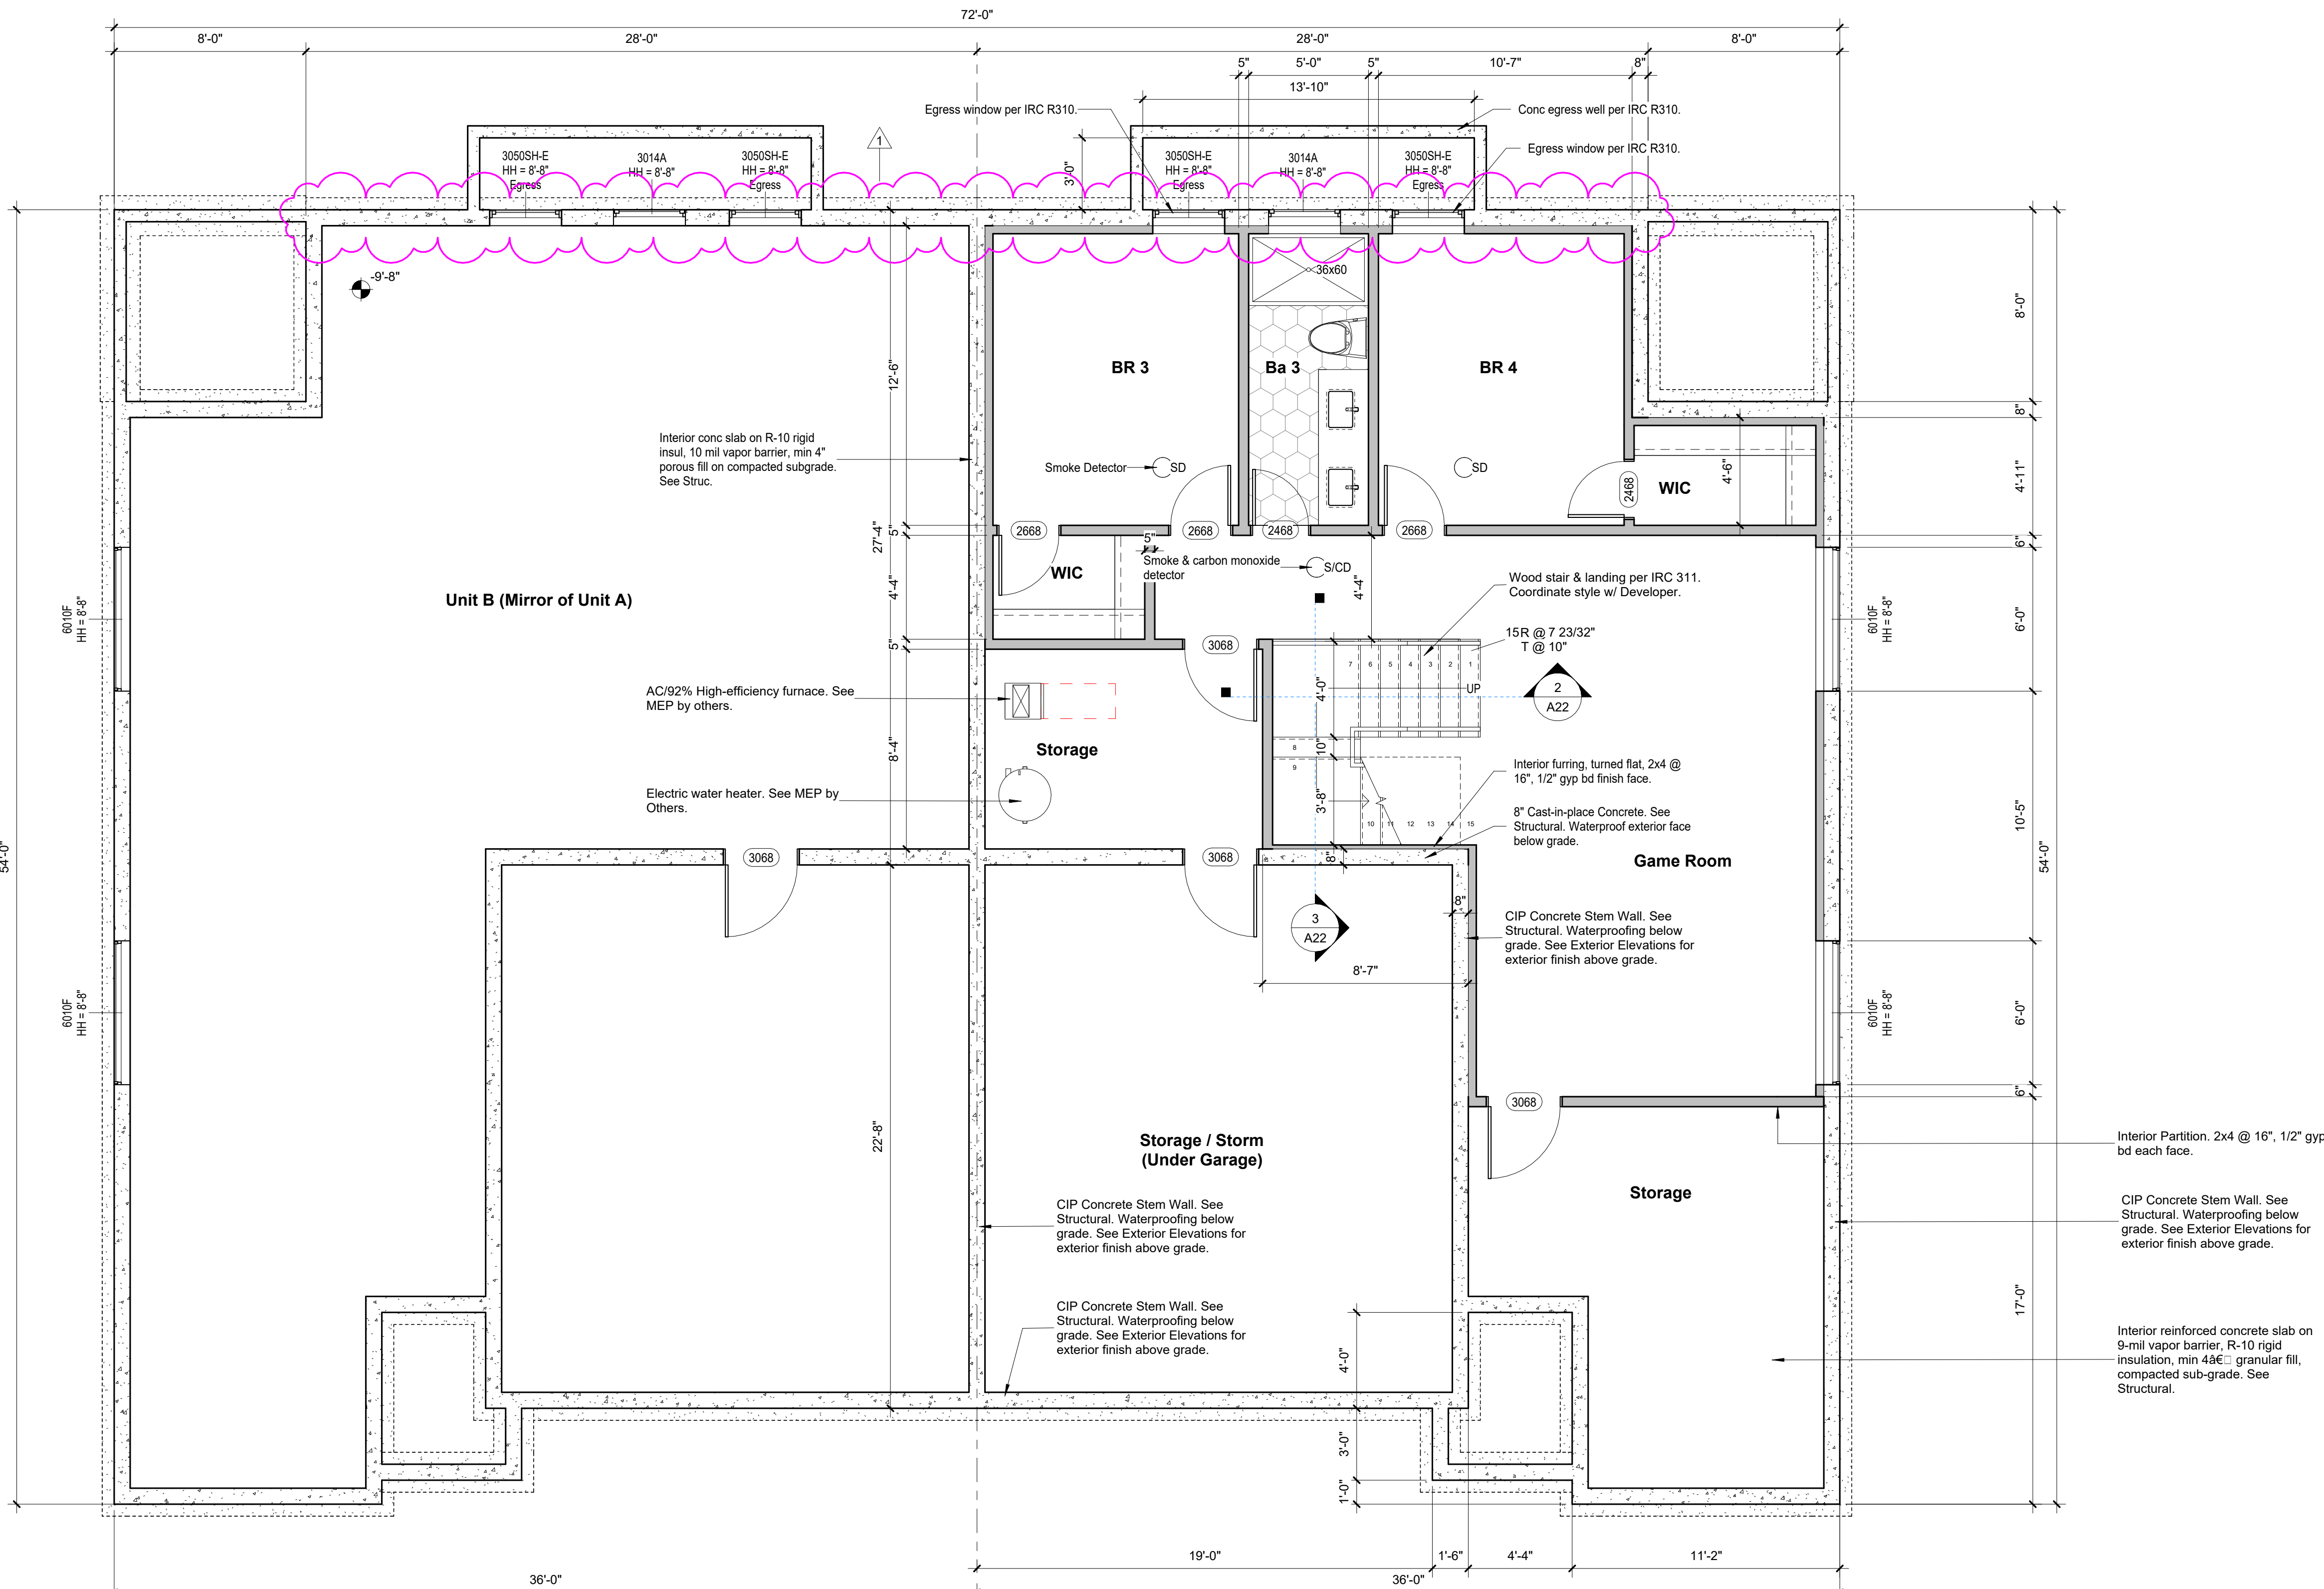 72'-0"
8'-0"
28'-0"
28'-0"
8'-0"
5"
5'-0"
5"
10'-7"
8"
13'-10"
Egress window per IRC R310.
Conc egress well per IRC R310.
1
Egress window per IRC R310.
3050SH-E
HH = 8'-8"
Egress
3014A
HH = 8'-8"
3050SH-E
HH = 8'-8"
Egress
3'-0"
3050SH-E
HH = 8'-8"
Egress
3014A
HH = 8'-8"
3050SH-E
HH = 8'-8"
Egress
-9'-8"
36x60
8'-0"
12'-6"
BR 3
Ba 3
BR 4
8"
Interior conc slab on R-10 rigid
insul, 10 mil vapor barrier, min 4"
porous fill on compacted subgrade.
See Struc.
Smoke Detector
SD
SD
2468
WIC
4'-6"
4'-11"
27'-4"
5"
2668
2668
2468
2668
5"
6"
Smoke & carbon monoxide
detector
S/CD
WIC
4'-4"
4'-4"
Wood stair & landing per IRC 311.
Coordinate style w/ Developer.
Unit B (Mirror of Unit A)
6010F
HH = 8'-8"
6010F
HH = 8'-8"
6'-0"
5"
3068
15R @ 7 23/32"
T @ 10"
7
6
5
4
3
2
1
UP
4'-0"
2
A22
AC/92% High-efficiency furnace. See
MEP by others.
8'-4"
Storage
10"
8
9
Interior furring, turned flat, 2x4 @
16", 1/2" gyp bd finish face.
Electric water heater. See MEP by
Others.
3'-8"
10
11
12
13
14
15
8" Cast-in-place Concrete. See
Structural. Waterproof exterior face
below grade.
10'-5"
54'-0"
54'-0"
3068
3068
8"
Game Room
8"
3
A22
CIP Concrete Stem Wall. See
Structural. Waterproofing below
grade. See Exterior Elevations for
exterior finish above grade.
8'-7"
6010F
HH = 8'-8"
6010F
HH = 8'-8"
6'-0"
6"
3068
22'-8"
Storage / Storm
(Under Garage)
Interior Partition. 2x4 @ 16", 1/2" gyp
bd each face.
Storage
CIP Concrete Stem Wall. See
Structural. Waterproofing below
grade. See Exterior Elevations for
exterior finish above grade.
CIP Concrete Stem Wall. See
Structural. Waterproofing below
grade. See Exterior Elevations for
exterior finish above grade.
17'-0"
CIP Concrete Stem Wall. See
Structural. Waterproofing below
grade. See Exterior Elevations for
exterior finish above grade.
4'-0"
Interior reinforced concrete slab on
9-mil vapor barrier, R-10 rigid
insulation, min 4â€□ granular fill,
compacted sub-grade. See
Structural.
3'-0"
1'-0"
19'-0"
1'-6"
4'-4"
11'-2"
36'-0"
36'-0"